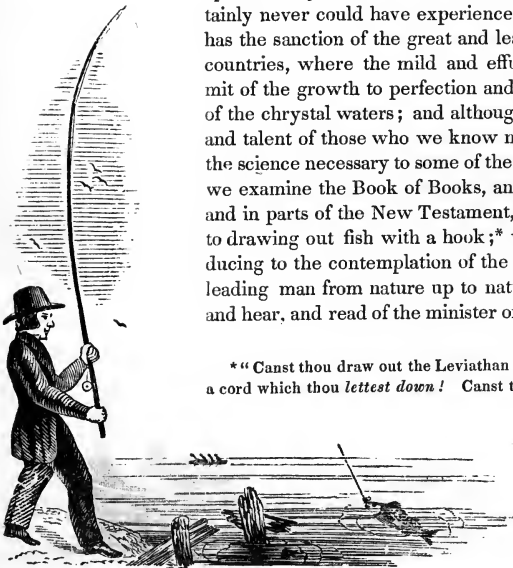 tainly never could have experience
has the sanction of the great and lea
countries, where the mild and effu
mit of the growth to perfection and
of the chrystal waters; and althoug
and talent of those who we know n
the science necessary to some of the
we examine the Book of Books, an
and in parts of the New Testament,
to drawing out fish with a hook;*
ducing to the contemplation of the
leading man from nature up to nat
and hear, and read of the minister o
*" Canst thou draw out the Leviathan
a cord which thou lettest down! Canst t